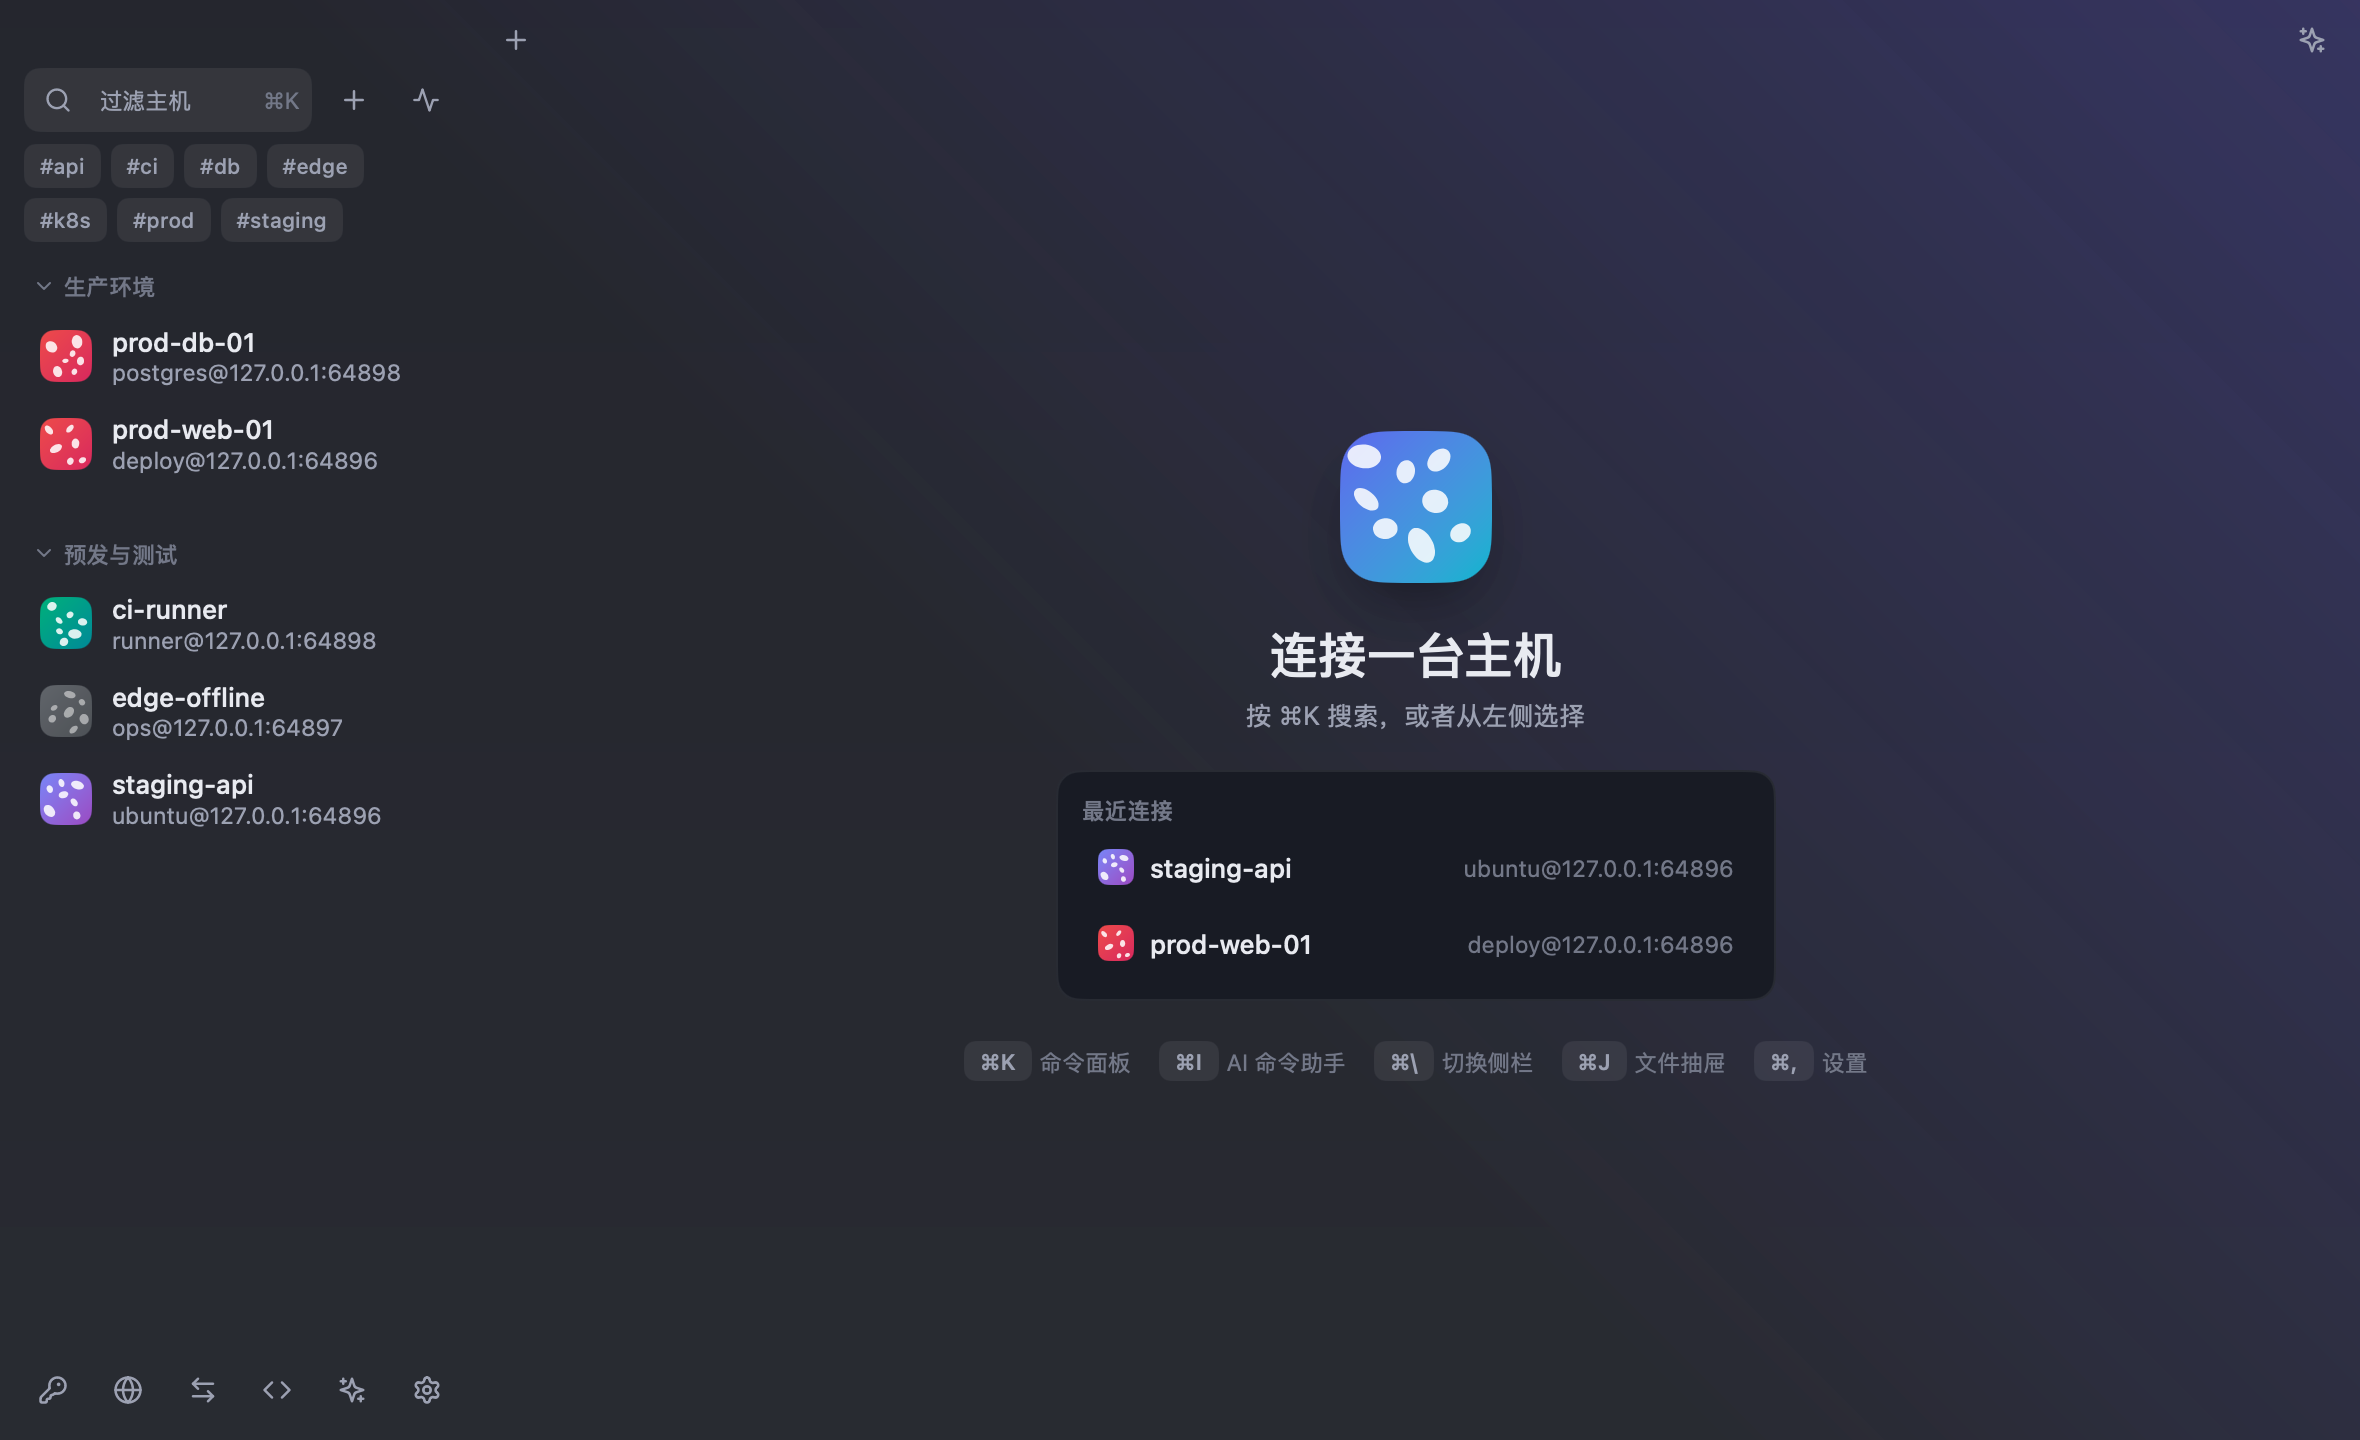 过滤主机 ⌘K
#api #ci #db #edge
#k8s #prod #staging
生产环境
prod-db-01
postgres@127.0.0.1:64898
prod-web-01
deploy@127.0.0.1:64896
预发与测试
ci-runner
runner@127.0.0.1:64898
edge-offline
ops@127.0.0.1:64897
staging-api
ubuntu@127.0.0.1:64896
连接一台主机
按 ⌘K 搜索，或者从左侧选择
最近连接
staging-api ubuntu@127.0.0.1:64896
prod-web-01 deploy@127.0.0.1:64896
⌘K 命令面板 ⌘I AI 命令助手 ⌘\ 切换侧栏 ⌘J 文件抽屉 ⌘, 设置